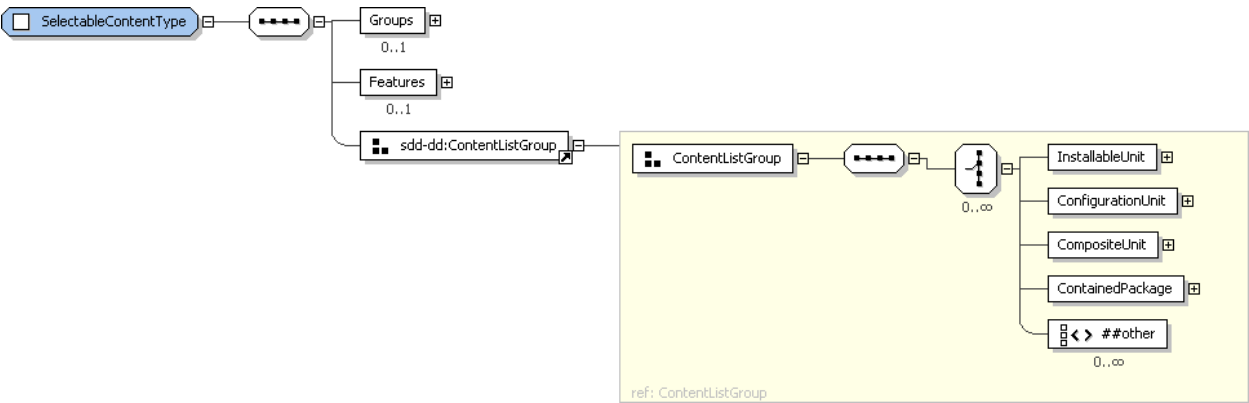 SelectableContentType
Groups
0..1
Features
0..1
sdd-dd:ContentListGroup
ContentListGroup
0..∞
InstallableUnit
ConfigurationUnit
CompositeUnit
ContainedPackage
##other
0..∞
ref: ContentListGroup